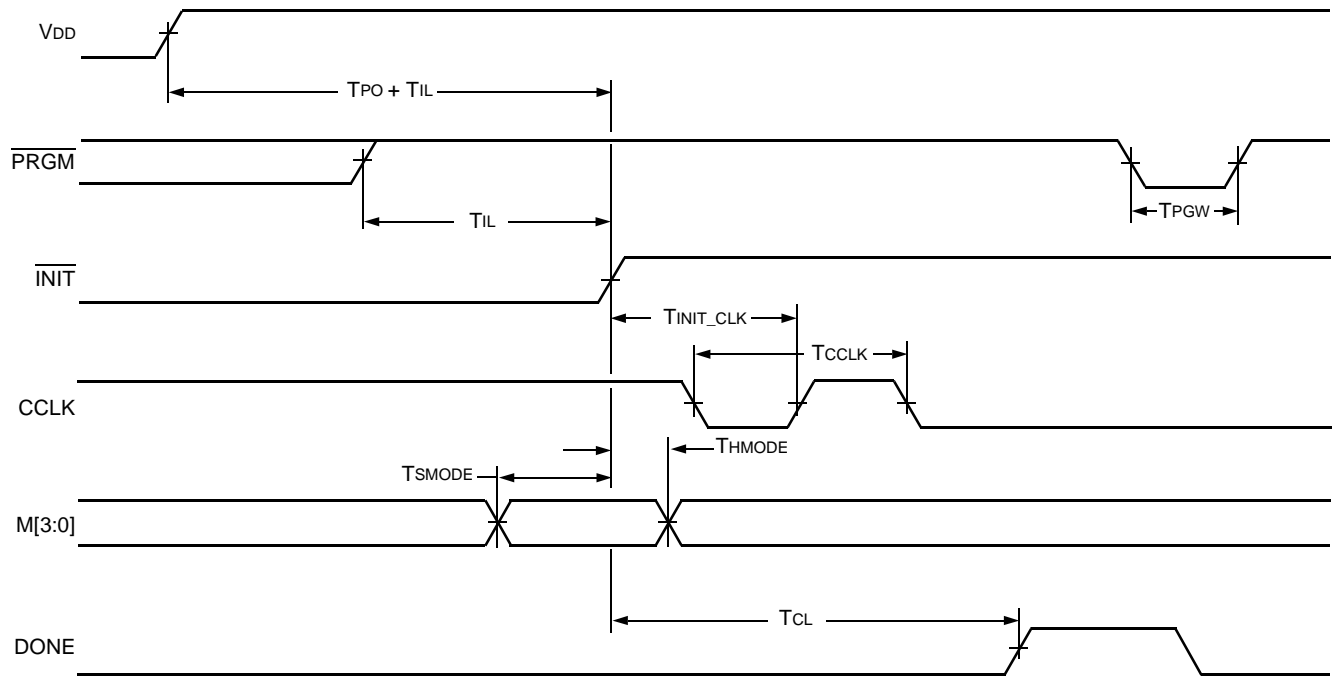 VDD
TPO + TIL
PRGM
TIL
TPGW
INIT
TINIT_CLK
TCCLK
CCLK
THMODE
TSMODE
M[3:0]
TCL
DONE